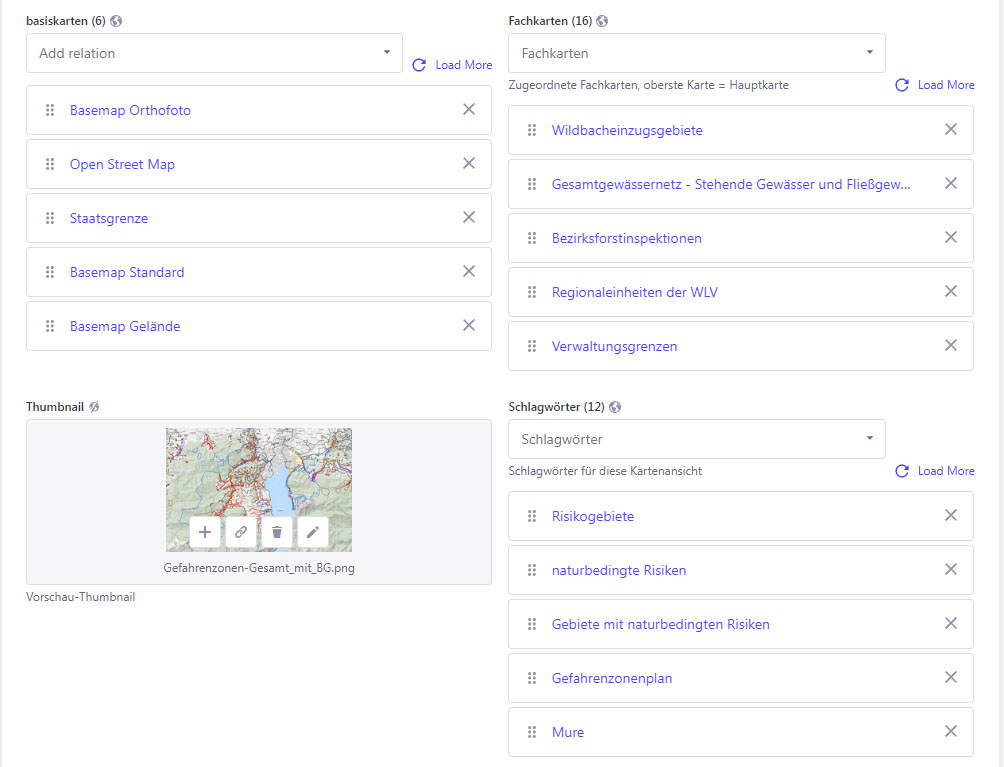 basiskarten (6)
Add relation
Load More
Basemap Orthofoto
Open Street Map
Staatsgrenze
Basemap Standard
Basemap Gelände
Fachkarten (16)
Fachkarten
Zugeordnete Fachkarten, oberste Karte = Hauptkarte
Load More
Wildbacheinzugsgebiete
Gesamtgewässernetz - Stehende Gewässer und Fließgew...
Bezirksforstinspektionen
Regionaleinheiten der WLV
Verwaltungsgrenzen
Thumbnail
Gefahrenzonen-Gesamt_mit_BG.png
Vorschau-Thumbnail
Schlagwörter (12)
Schlagwörter
Schlagwörter für diese Kartenansicht
Load More
Risikogebiete
naturbedingte Risiken
Gebiete mit naturbedingten Risiken
Gefahrenzonenplan
Mure